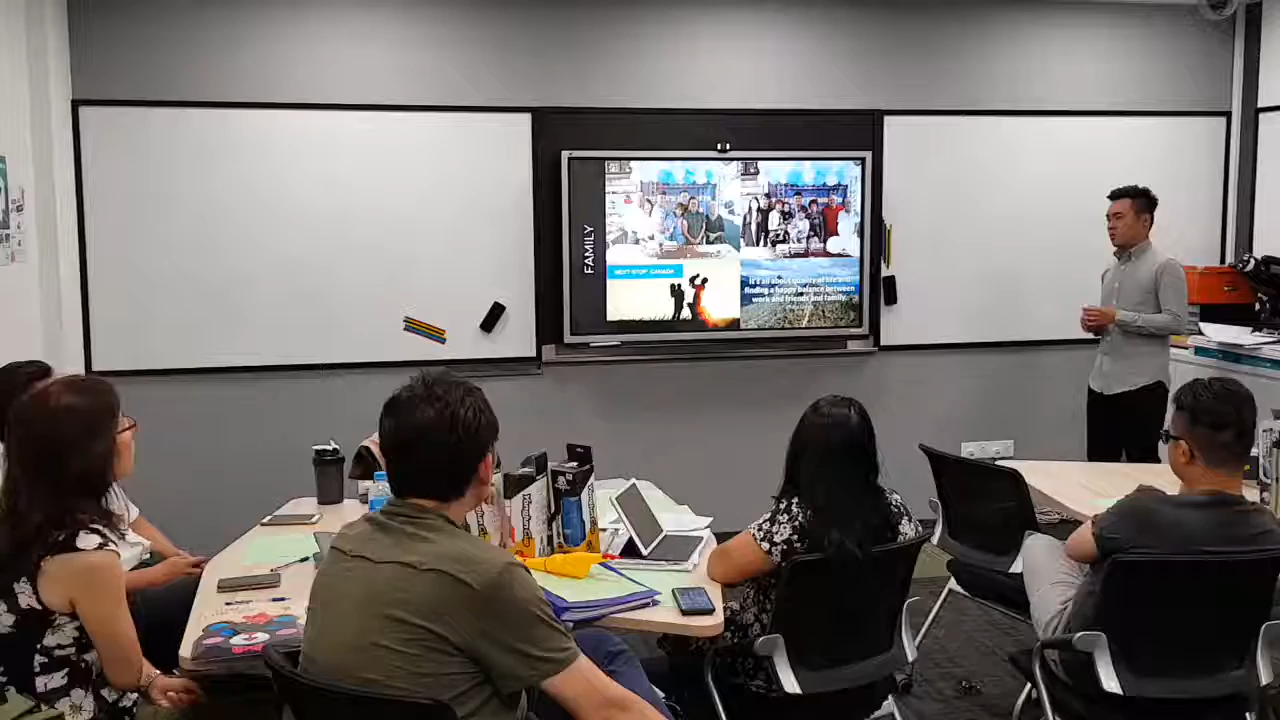 FAMILY
NEXT STOP CANADA
It's all about quality of life and
finding a happy balance between
work and friends and family.